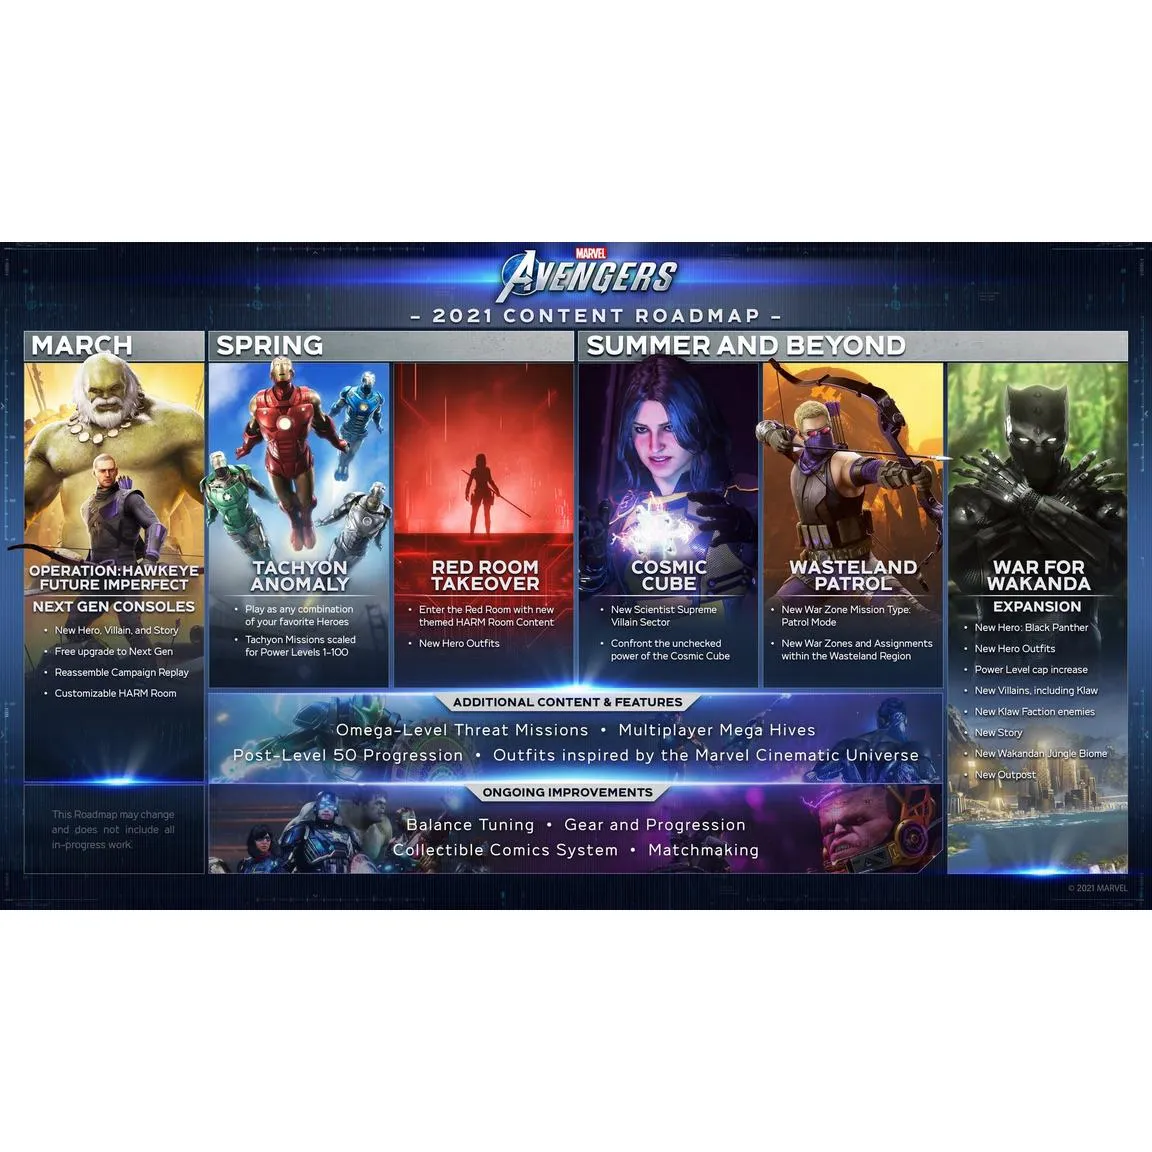 MARVEL
AVENGERS
– 2021 CONTENT ROADMAP –
MARCH
OPERATION: HAWKEYE
FUTURE IMPERFECT
NEXT GEN CONSOLES
• New Hero, Villain, and Story
• Free upgrade to Next Gen
• Reassemble Campaign Replay
• Customizable HARM Room
This Roadmap may change
and does not include all
in-progress work.
SPRING
TACHYON
ANOMALY
• Play as any combination
of your favorite Heroes
• Tachyon Missions scaled
for Power Levels 1-100
RED ROOM
TAKEOVER
• Enter the Red Room with new
themed HARM Room Content
• New Hero Outfits
SUMMER AND BEYOND
COSMIC
CUBE
• New Scientist Supreme
Villain Sector
• Confront the unchecked
power of the Cosmic Cube
WASTELAND
PATROL
• New War Zone Mission Type:
Patrol Mode
• New War Zones and Assignments
within the Wasteland Region
WAR FOR
WAKANDA
EXPANSION
• New Hero: Black Panther
• New Hero Outfits
• Power Level cap increase
• New Villains, including Klaw
• New Klaw Faction enemies
• New Story
• New Wakandan Jungle Biome
• New Outpost
ADDITIONAL CONTENT & FEATURES
Omega-Level Threat Missions • Multiplayer Mega Hives
Post-Level 50 Progression • Outfits inspired by the Marvel Cinematic Universe
ONGOING IMPROVEMENTS
Balance Tuning • Gear and Progression
Collectible Comics System • Matchmaking
© 2021 MARVEL